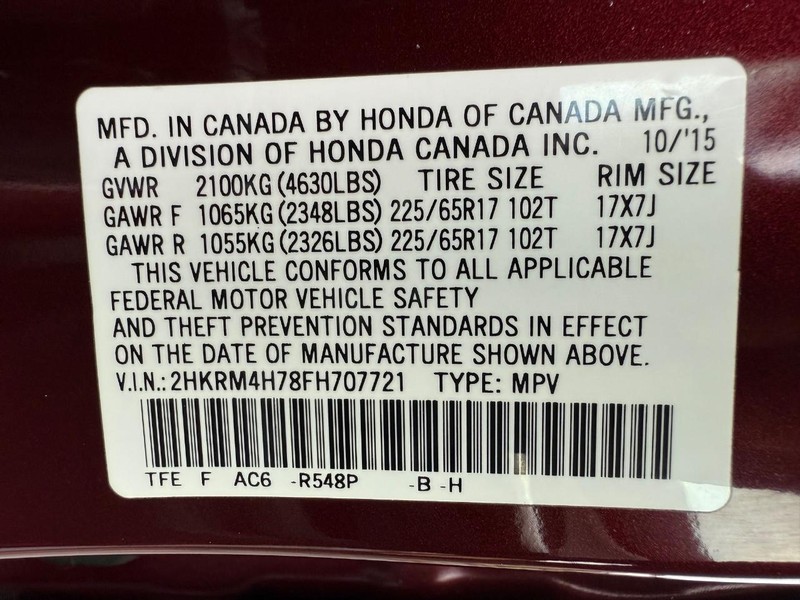 MFD. IN CANADA BY HONDA OF CANADA MFG.,
A DIVISION OF HONDA CANADA INC. 10/'15
GVWR 2100KG (4630LBS) TIRE SIZE RIM SIZE
GAWR F 1065KG (2348LBS) 225/65R17 102T 17X7J
GAWR R 1055KG (2326LBS) 225/65R17 102T 17X7J
THIS VEHICLE CONFORMS TO ALL APPLICABLE
FEDERAL MOTOR VEHICLE SAFETY
AND THEFT PREVENTION STANDARDS IN EFFECT
ON THE DATE OF MANUFACTURE SHOWN ABOVE.
V.I.N.: 2HKRM4H78FH707721 TYPE: MPV
TFE F AC6 -R548P -B -H